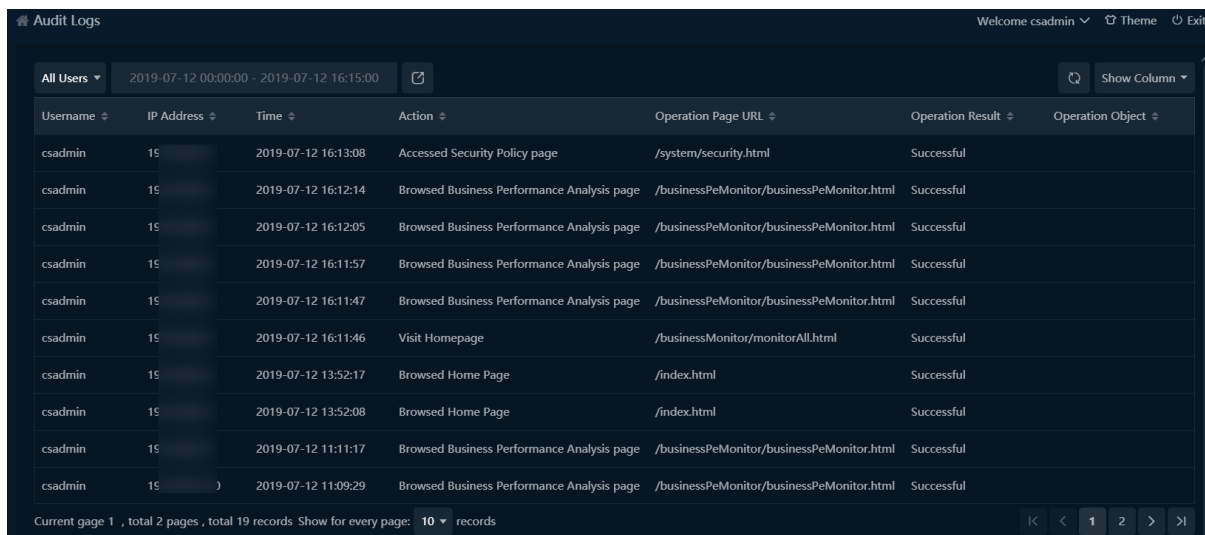 Audit Logs Welcome csadmin Theme Exit
All Users 2019-07-12 00:00:00 - 2019-07-12 16:15:00 Show Column
Username IP Address Time Action Operation Page URL Operation Result Operation Object
csadmin 19 2019-07-12 16:13:08 Accessed Security Policy page /system/security.html Successful
csadmin 19 2019-07-12 16:12:14 Browsed Business Performance Analysis page /businessPeMonitor/businessPeMonitor.html Successful
csadmin 19 2019-07-12 16:12:05 Browsed Business Performance Analysis page /businessPeMonitor/businessPeMonitor.html Successful
csadmin 19 2019-07-12 16:11:57 Browsed Business Performance Analysis page /businessPeMonitor/businessPeMonitor.html Successful
csadmin 19 2019-07-12 16:11:47 Browsed Business Performance Analysis page /businessPeMonitor/businessPeMonitor.html Successful
csadmin 19 2019-07-12 16:11:46 Visit Homepage /businessMonitor/monitorAll.html Successful
csadmin 19 2019-07-12 13:52:17 Browsed Home Page /index.html Successful
csadmin 19 2019-07-12 13:52:08 Browsed Home Page /index.html Successful
csadmin 19 2019-07-12 11:11:17 Browsed Business Performance Analysis page /businessPeMonitor/businessPeMonitor.html Successful
csadmin 19 2019-07-12 11:09:29 Browsed Business Performance Analysis page /businessPeMonitor/businessPeMonitor.html Successful
Current gage 1 , total 2 pages , total 19 records Show for every page: 10 records 1 2